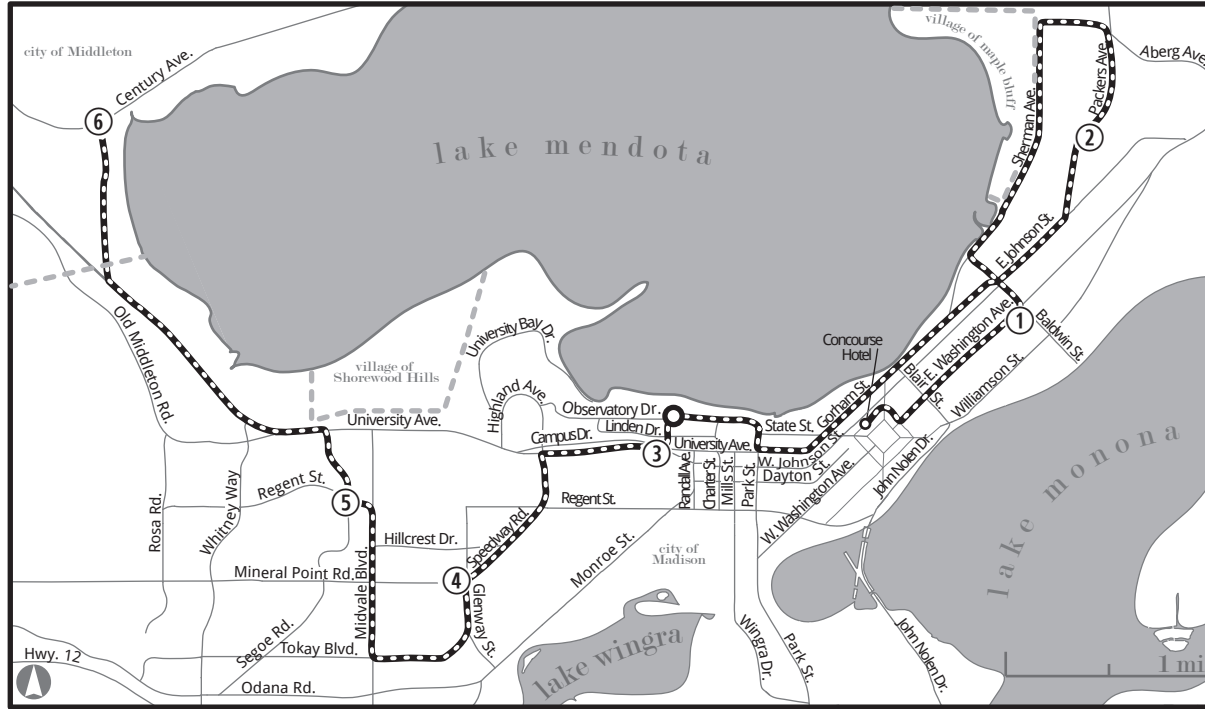 city of Middleton
Century Ave.
6
lake mendota
village of maple bluff
Sherman Ave.
Packers Ave.
Aberg Ave.
2
E. Johnson St.
1
Baldwin St.
E. Washington Ave.
Concourse
Hotel
Blair St.
Williamson St.
Old Middleton Rd.
village of
Shorewood Hills
University Bay Dr.
Highland Ave.
Observatory Dr.
Linden Dr.
State St.
Gorham St.
University Ave.
Campus Dr.
3
University Ave.
W. Johnson St.
Dayton St.
W. Washington Ave.
John Nolen Dr.
lake monona
Randall Ave.
Charter St.
Mills St.
Park St.
Regent St.
5
Regent St.
Rosa Rd.
Whitney Way
Hillcrest Dr.
Speedway Rd.
Monroe St.
city of
Madison
Mineral Point Rd.
4
Midvale Blvd.
Glenway St.
Segoe Rd.
Tokay Blvd.
Hwy. 12
Odana Rd.
lake wingra
Wingra Dr.
Park St.
John Nolen Dr.
1 mi